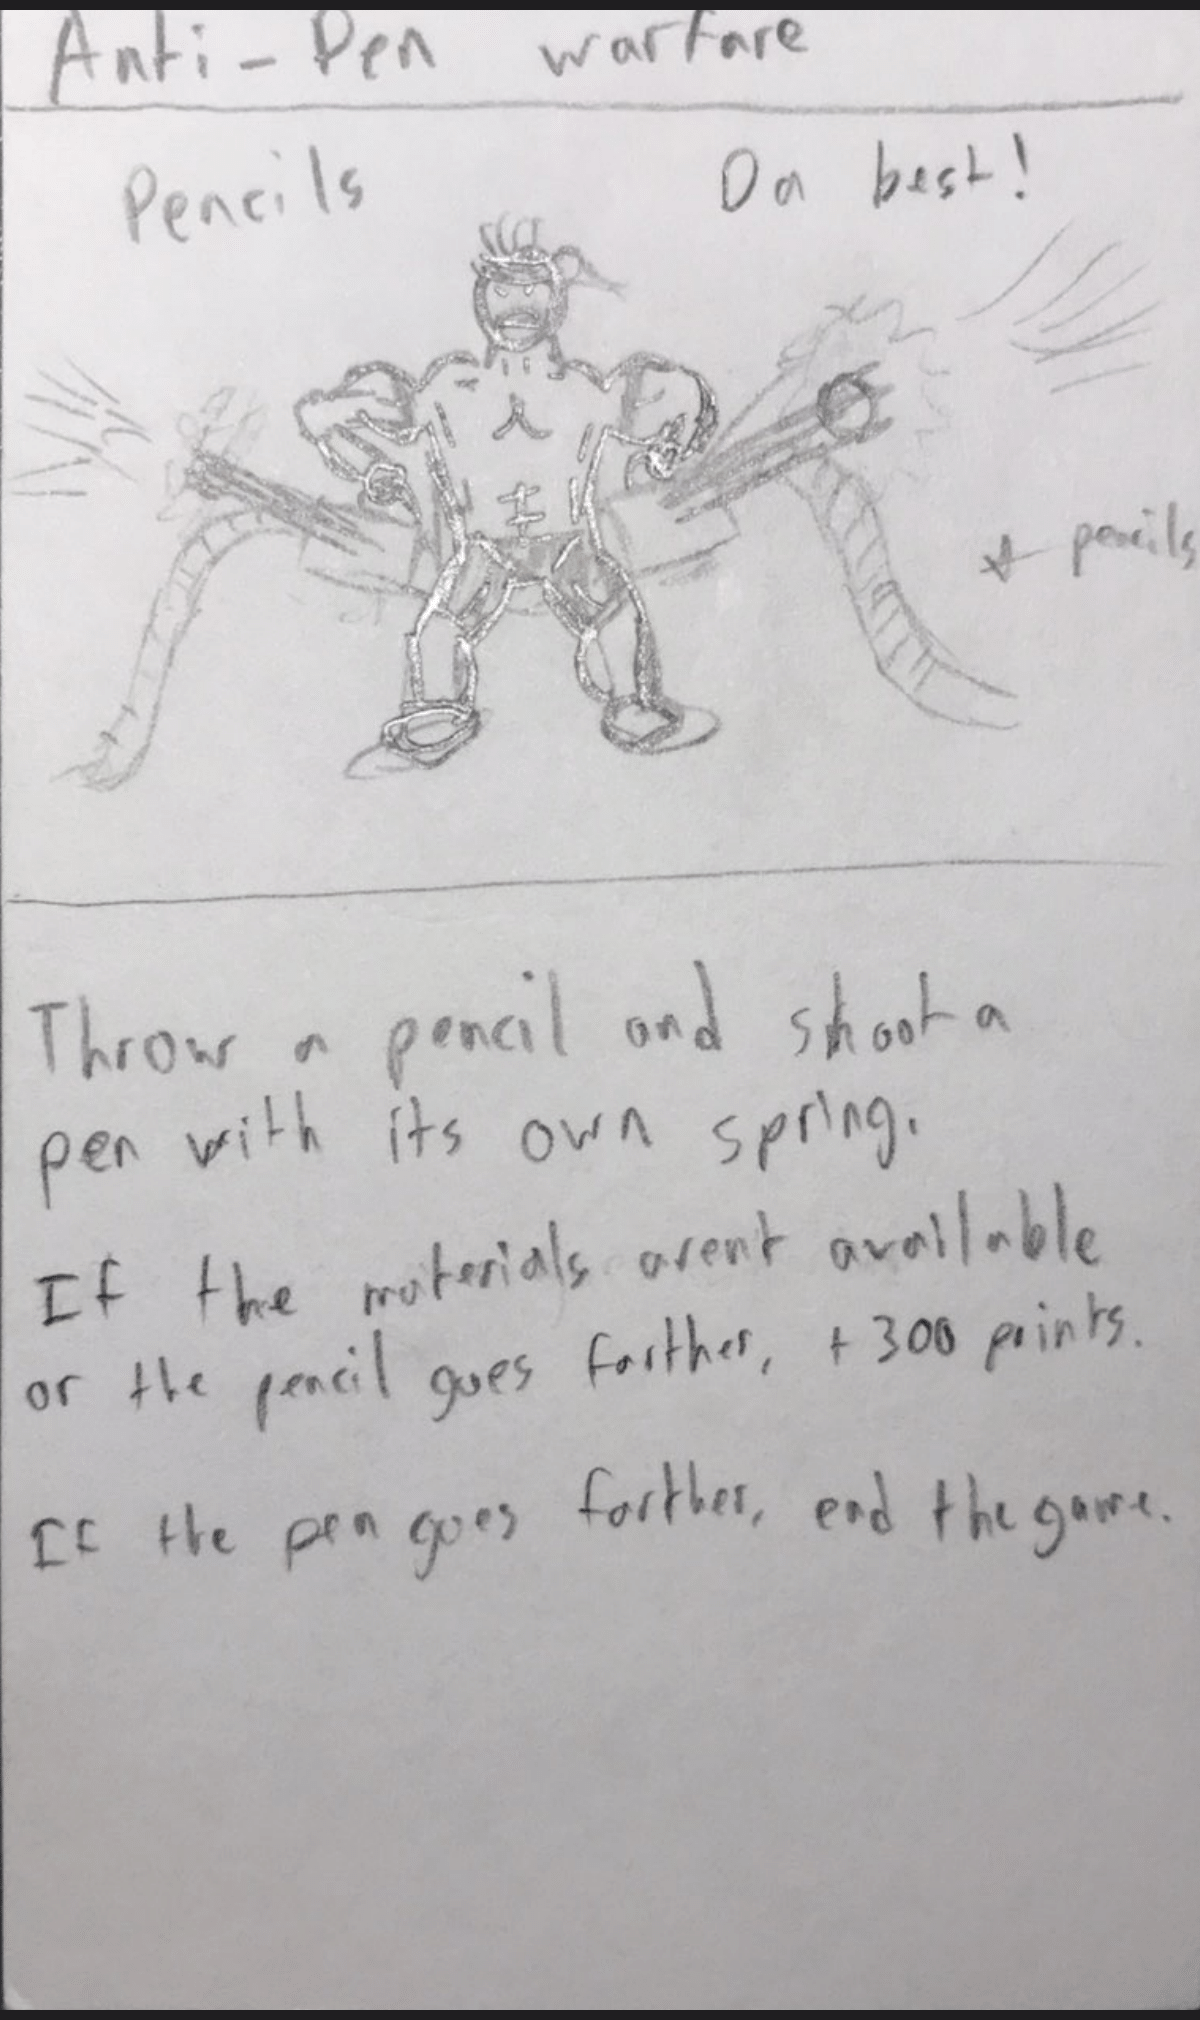 Anti-Pen warfare
Pencils Da best!
pencils
Throw a pencil and shoot a
pen with its own spring.
If the materials arent available
or the pencil goes farther, +300 points.
If the pen goes farther, end the game.